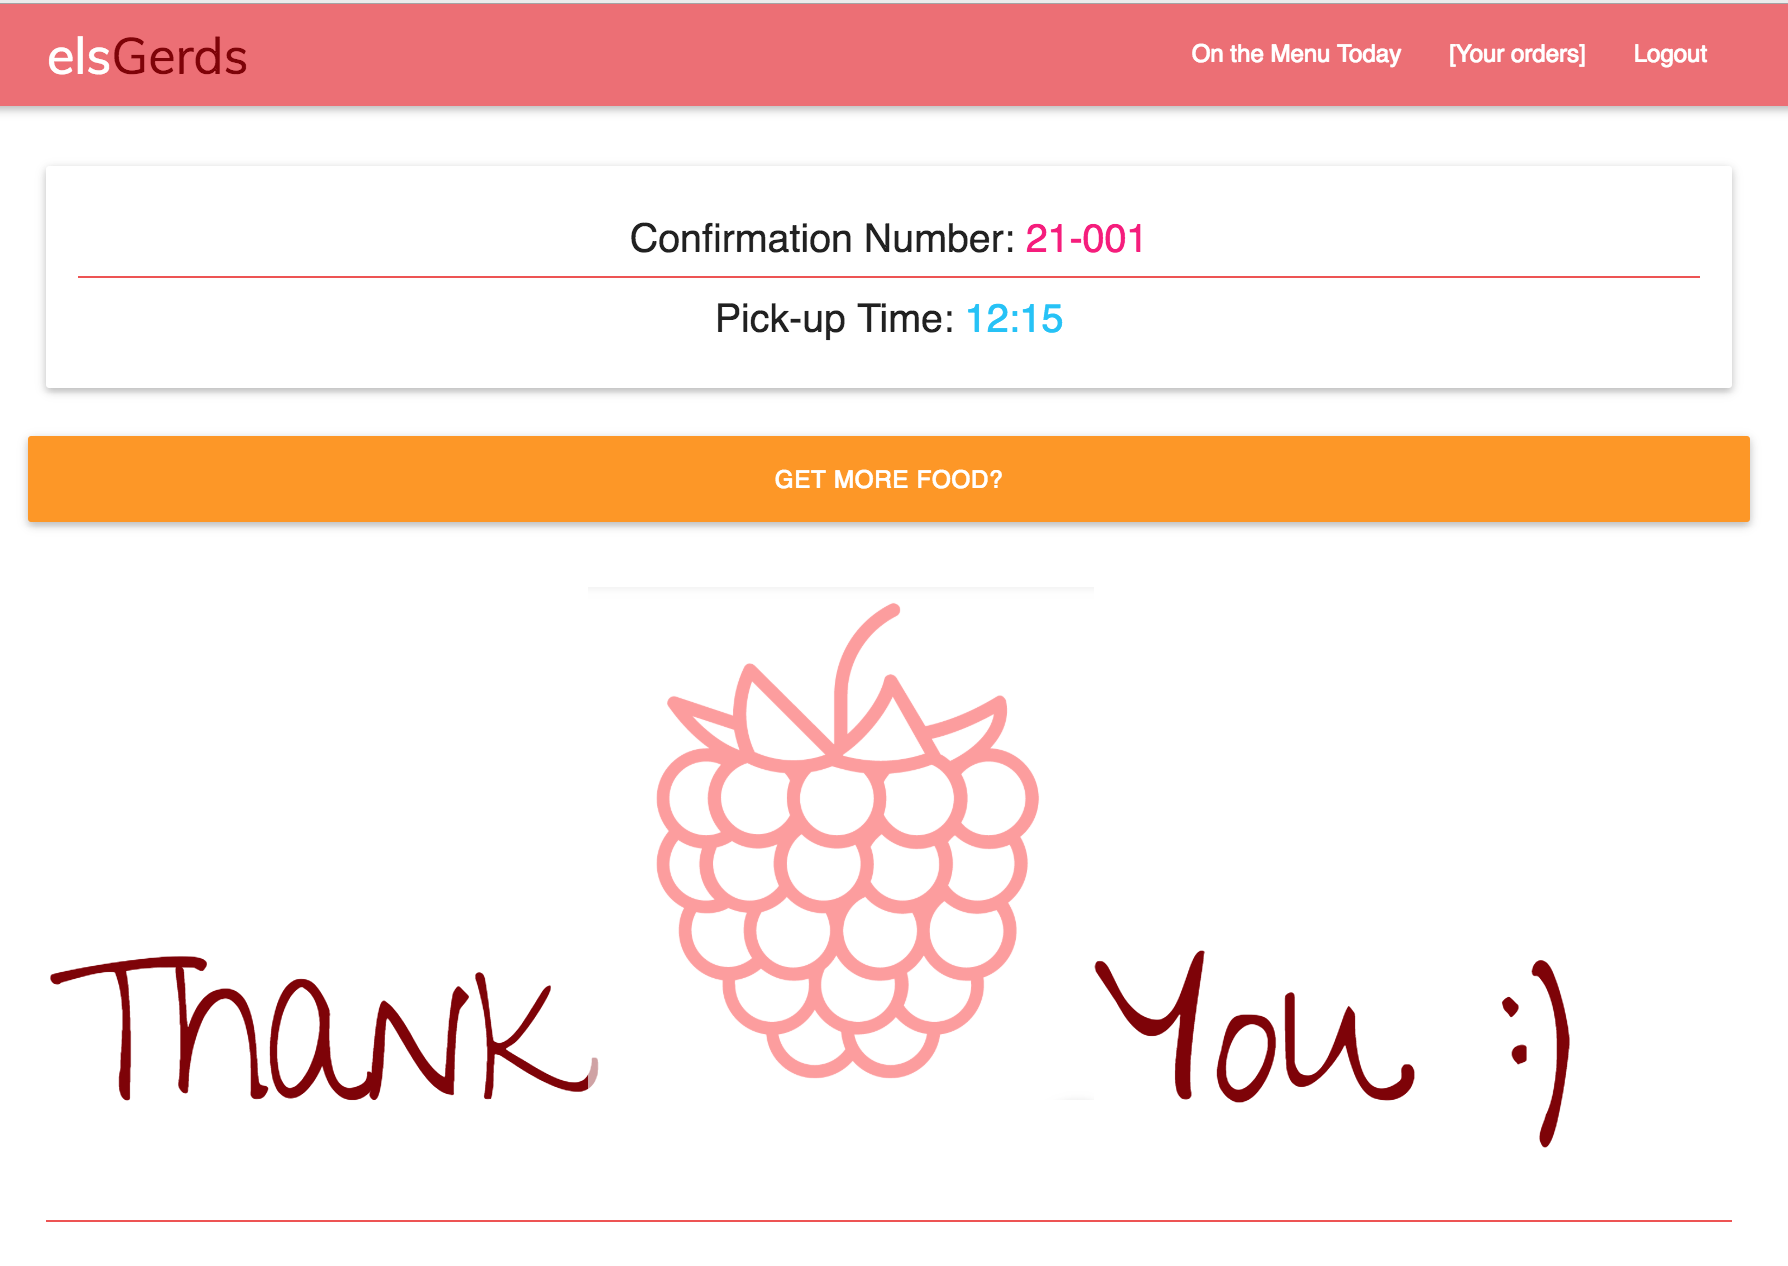 elsGerds On the Menu Today [Your orders] Logout
Confirmation Number: 21-001
Pick-up Time: 12:15
GET MORE FOOD?
Thank You :)